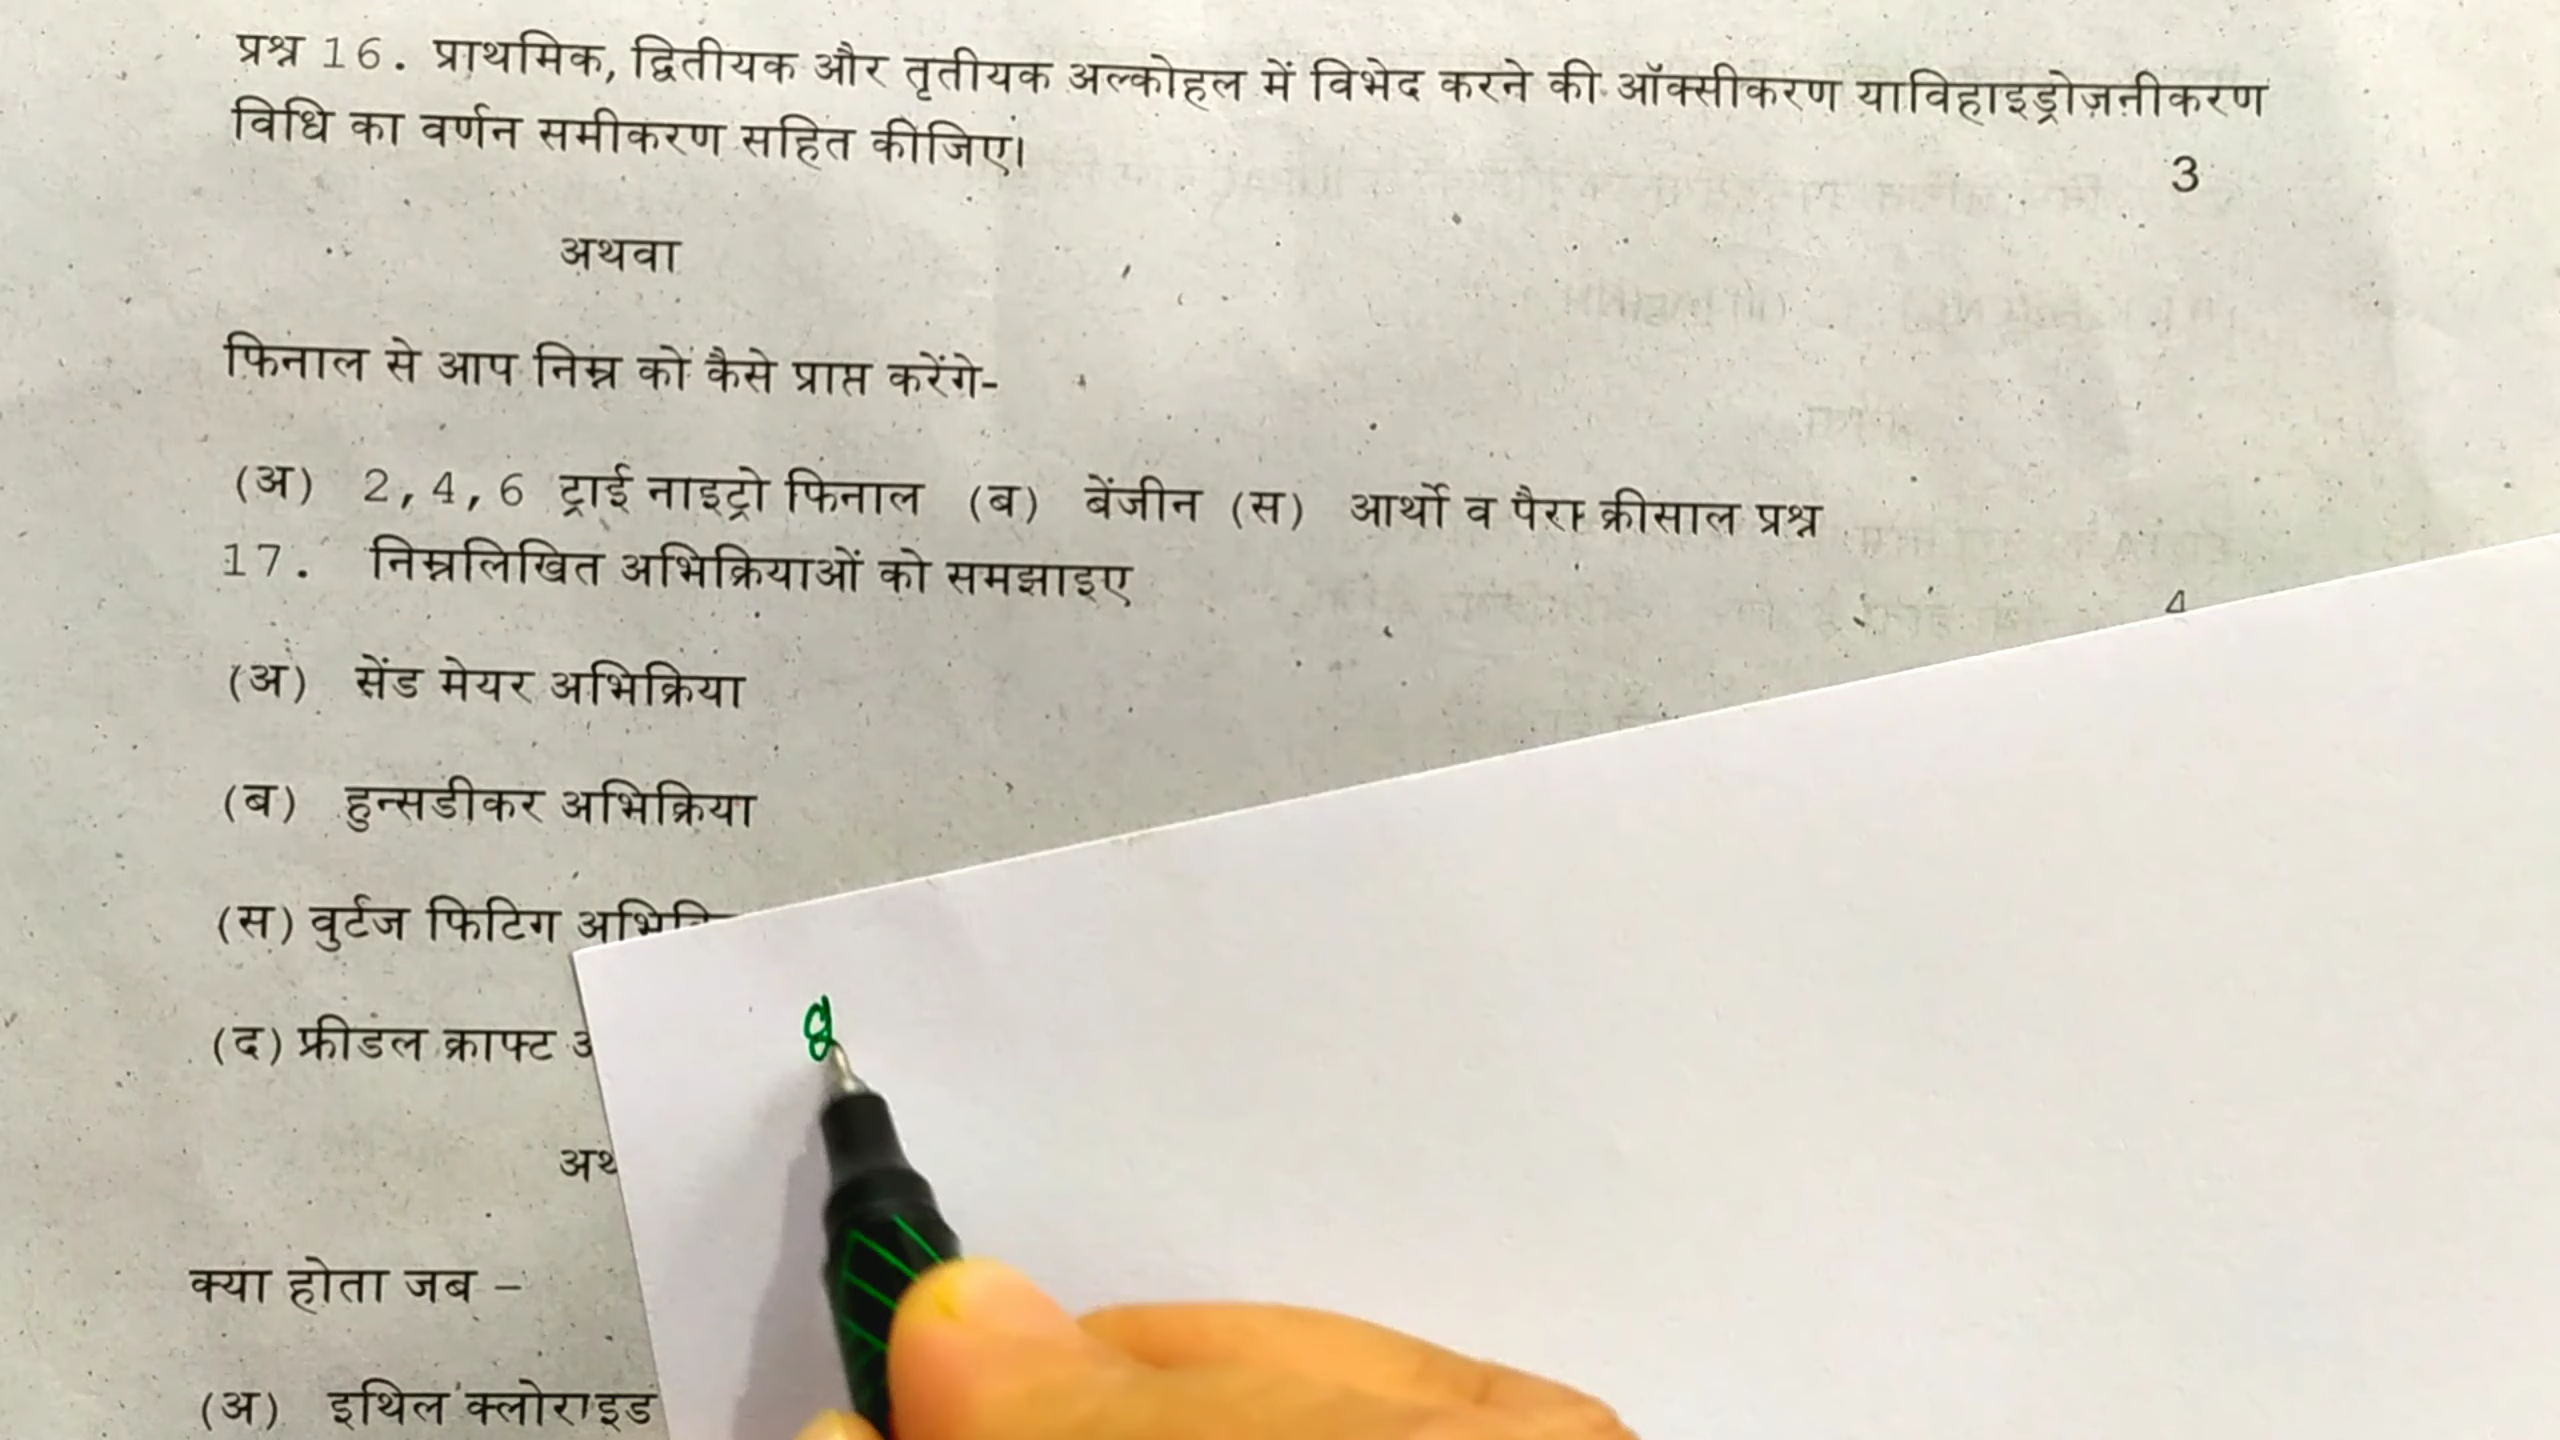 प्रश्न 16. प्राथमिक, द्वितीयक और तृतीयक अल्कोहल में विभेद करने की ऑक्सीकरण याविहाइड्रोज़नीकरण
विधि का वर्णन समीकरण सहित कीजिए।
3
अथवा
फिनाल से आप निम्न को कैसे प्राप्त करेंगे-
(अ) 2,4,6 ट्राई नाइट्रो फिनाल (ब) बेंजीन (स) आर्थो व पैरा क्रीसाल प्रश्न
17. निम्नलिखित अभिक्रियाओं को समझाइए
4
(अ) सेंड मेयर अभिक्रिया
(ब) हुन्सडीकर अभिक्रिया
(स) वुर्टज फिटिग
(द) फ्रीडल क्राफ्ट
क्या होता जब –
(अ) इथिल क्लोराइड